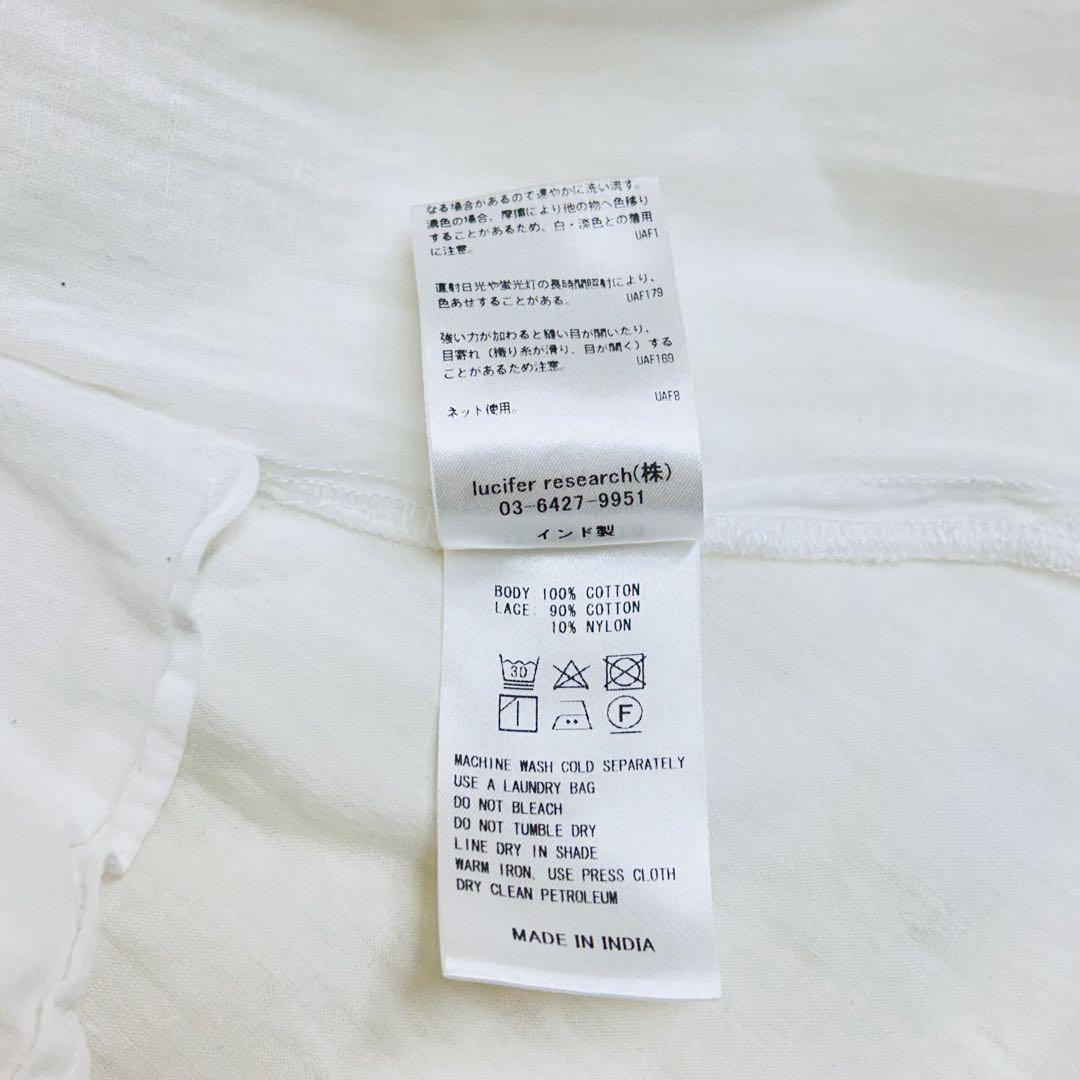 なる場合があるので速やかに洗い流す。
濃色の場合、摩擦により他の物へ色移り
することがあるため、白・淡色との着用
に注意。
UAF1
直射日光や蛍光灯の長時間照射により、
色あせすることがある。
UAF179
強い力が加わると縫い目が開いたり、
目寄れ（織り糸が滑り、目が開く）する
ことがあるため注意。
UAF169
UAF8
ネット使用。
lucifer research(株)
03-6427-9951
インド製
BODY 100% COTTON
LACE: 90% COTTON
10% NYLON
30
F
MACHINE WASH COLD SEPARATELY
USE A LAUNDRY BAG
DO NOT BLEACH
DO NOT TUMBLE DRY
LINE DRY IN SHADE
WARM IRON, USE PRESS CLOTH
DRY CLEAN PETROLEUM
MADE IN INDIA